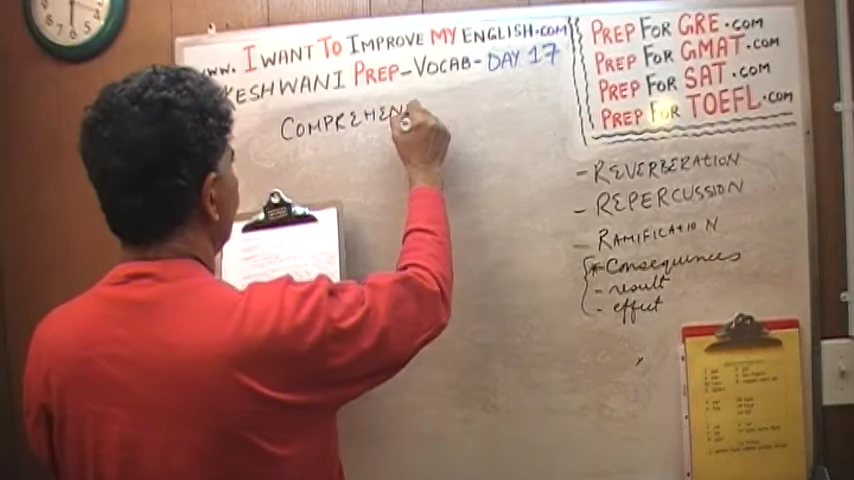 www. I WANT TO IMPROVE MY ENGLISH.COM
KESHWANI PREP-VOCAB- DAY 17
COMPREHEN
PREP FOR GRE.COM
PREP FOR GMAT.COM
PREP FOR SAT.COM
PREP FOR TOEFL.COM
- REVERBERATION
- REPERCUSSION
- RAMIFICATION
* Consequences
- result
- effect